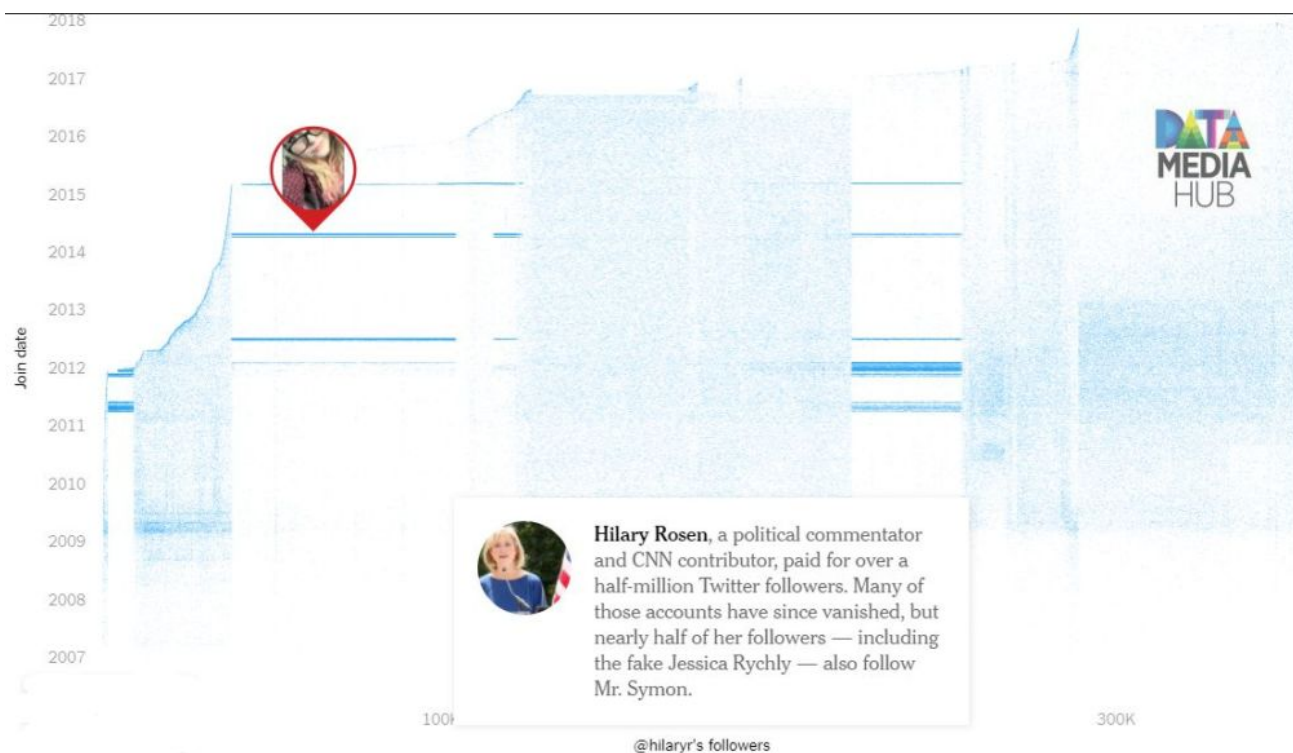 2018
2017
2016
2015
2014
2013
2012
2011
2010
2009
2008
2007
Join date
DATA
MEDIA
HUB
Hilary Rosen, a political commentator
and CNN contributor, paid for over a
half-million Twitter followers. Many of
those accounts have since vanished, but
nearly half of her followers — including
the fake Jessica Rychly — also follow
Mr. Symon.
100K
300K
@hilaryr's followers